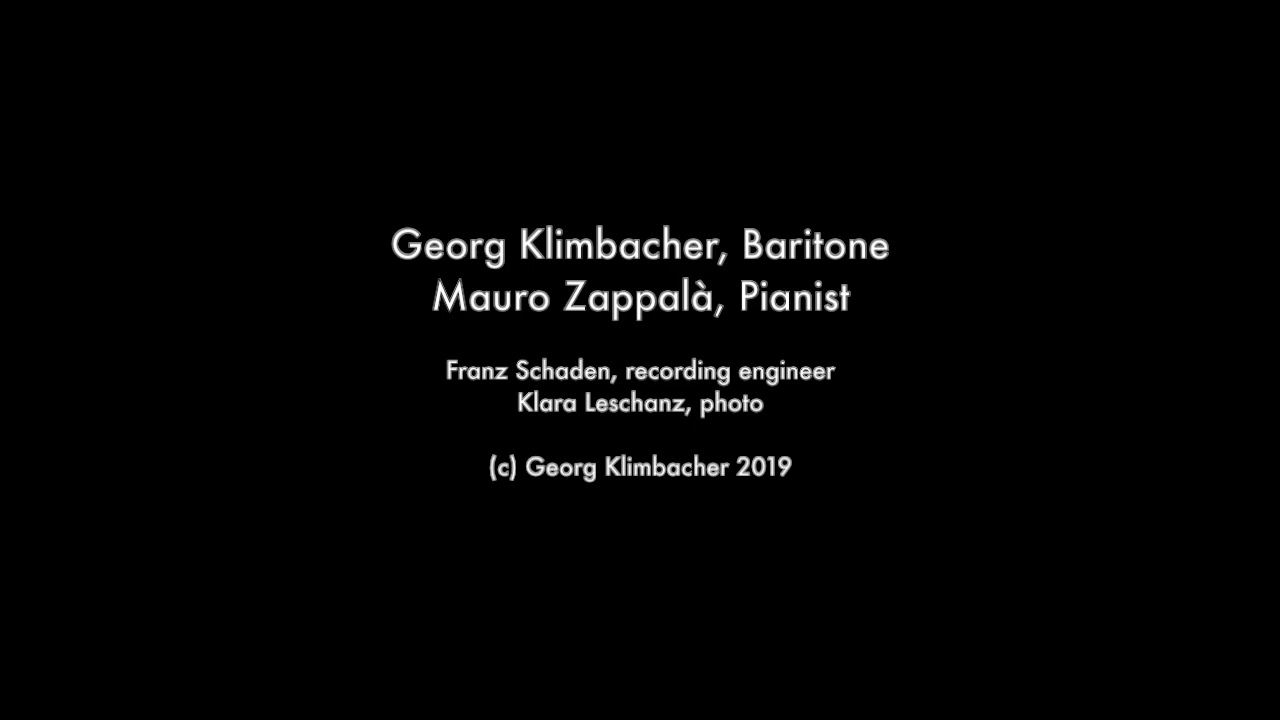 Georg Klimbacher, Baritone
Mauro Zappalà, Pianist
Franz Schaden, recording engineer
Klara Leschanz, photo
(c) Georg Klimbacher 2019